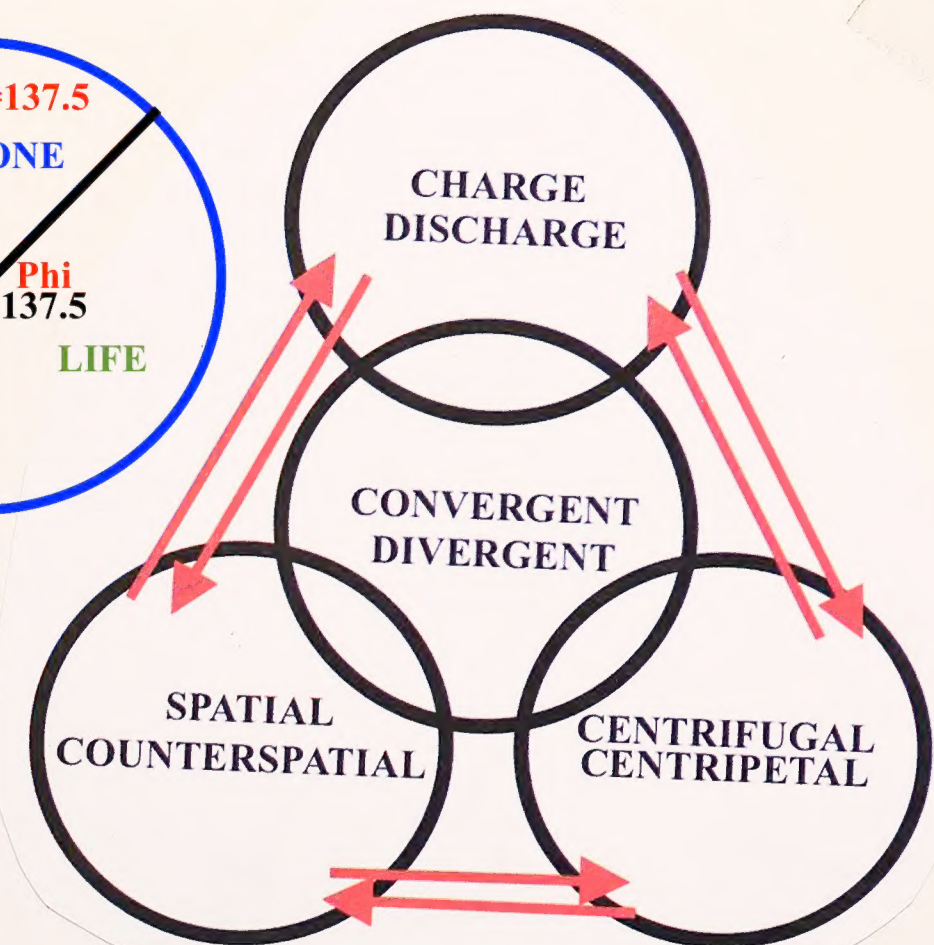 =137.5
ONE
Phi
137.5
LIFE
CHARGE
DISCHARGE
CONVERGENT
DIVERGENT
SPATIAL
COUNTERSPATIAL
CENTRIFUGAL
CENTRIPETAL